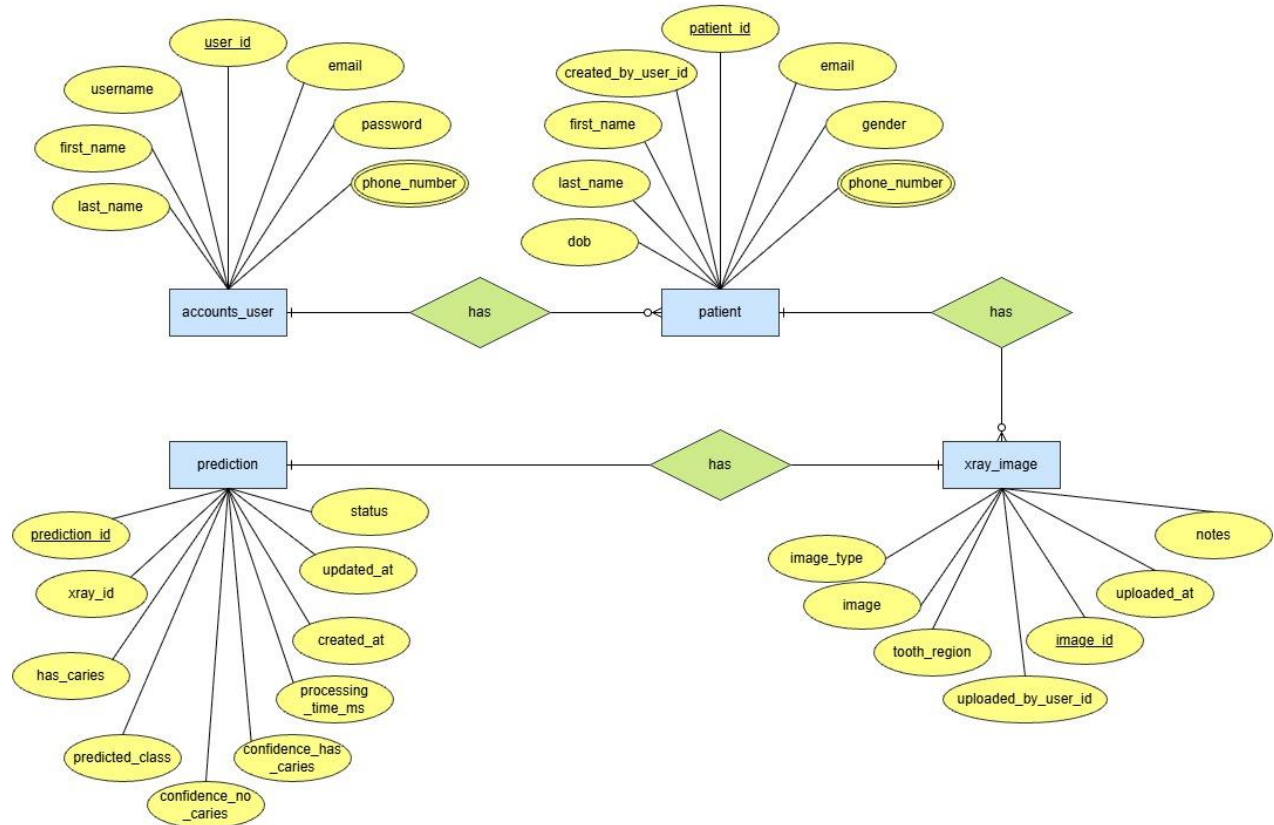 user_id
email
username
password
first_name
phone_number
last_name
patient_id
created_by_user_id
email
first_name
gender
last_name
phone_number
dob
accounts_user
has
patient
has
prediction
has
xray_image
prediction_id
status
xray_id
updated_at
has_caries
created_at
predicted_class
processing
_time_ms
confidence_no
_caries
confidence_has
_caries
image_type
notes
image
uploaded_at
tooth_region
image_id
uploaded_by_user_id